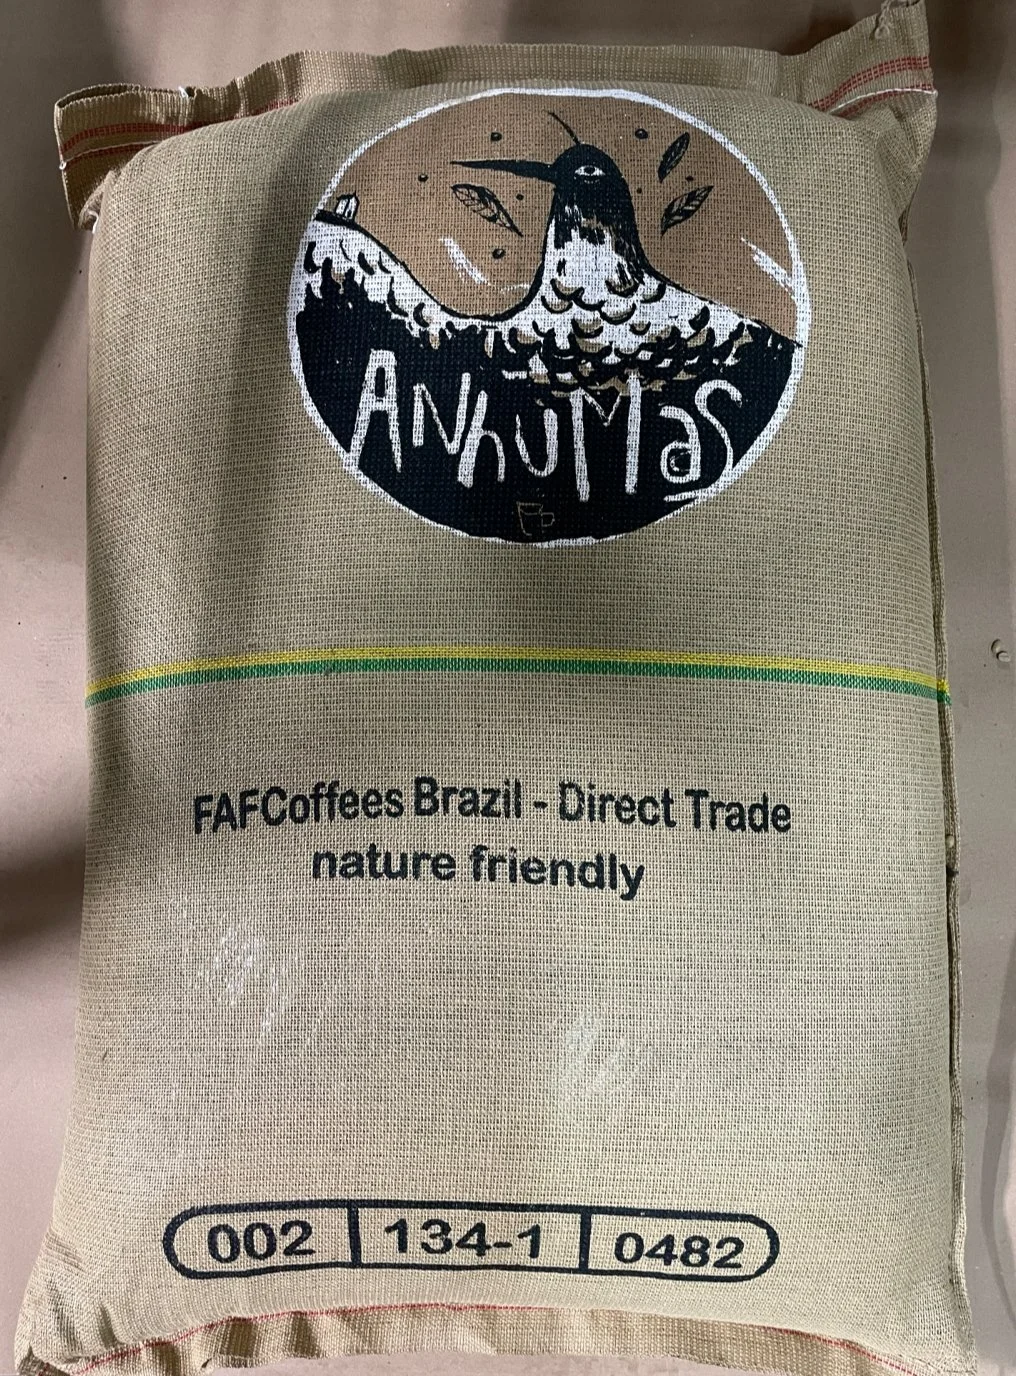 ANhUMaS
FAFCoffees Brazil - Direct Trade
nature friendly
002 134-1 0482